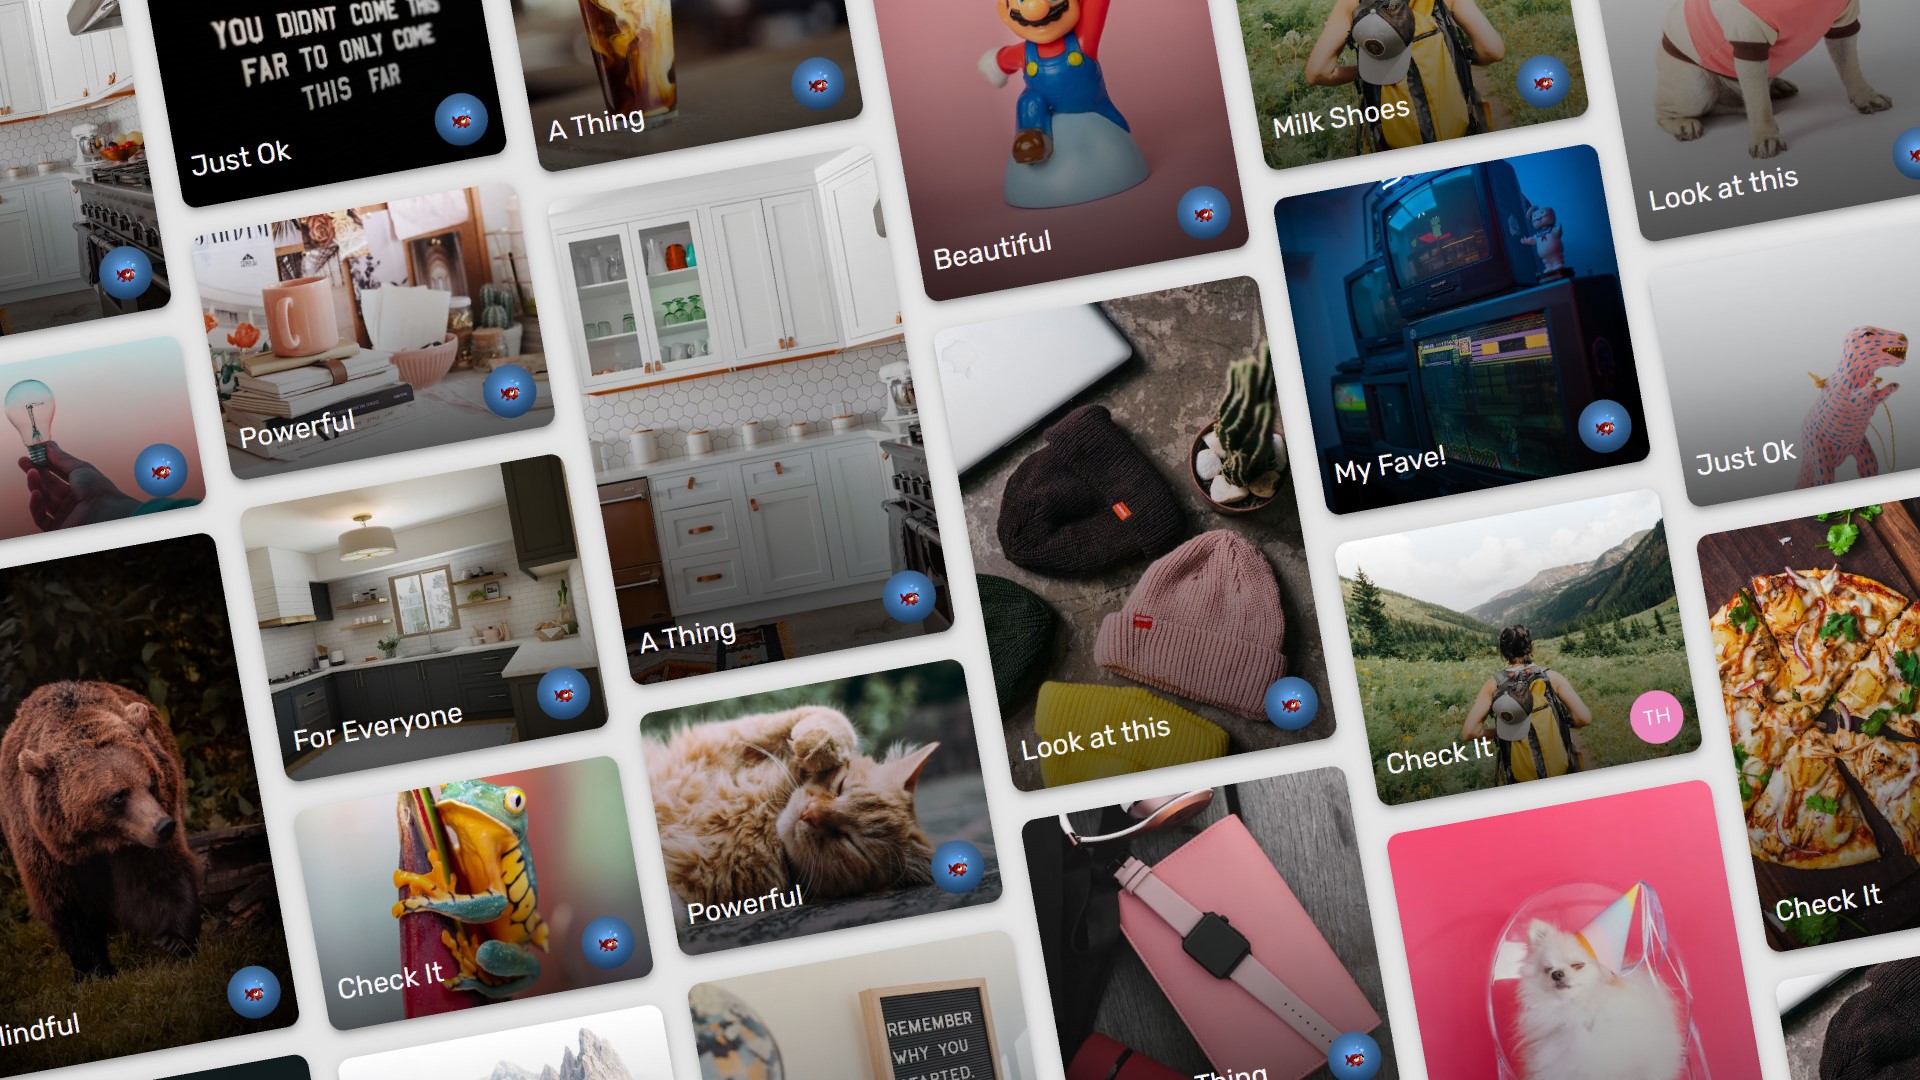 YOU DIDNT COME THIS
FAR TO ONLY COME
THIS FAR
Just Ok
A Thing
Beautiful
Milk Shoes
Look at this
Powerful
My Fave!
Just Ok
A Thing
For Everyone
Look at this
TH
Check It
Powerful
Check It
Check It
lindful
REMEMBER
WHY YOU
STARTED.
Thing